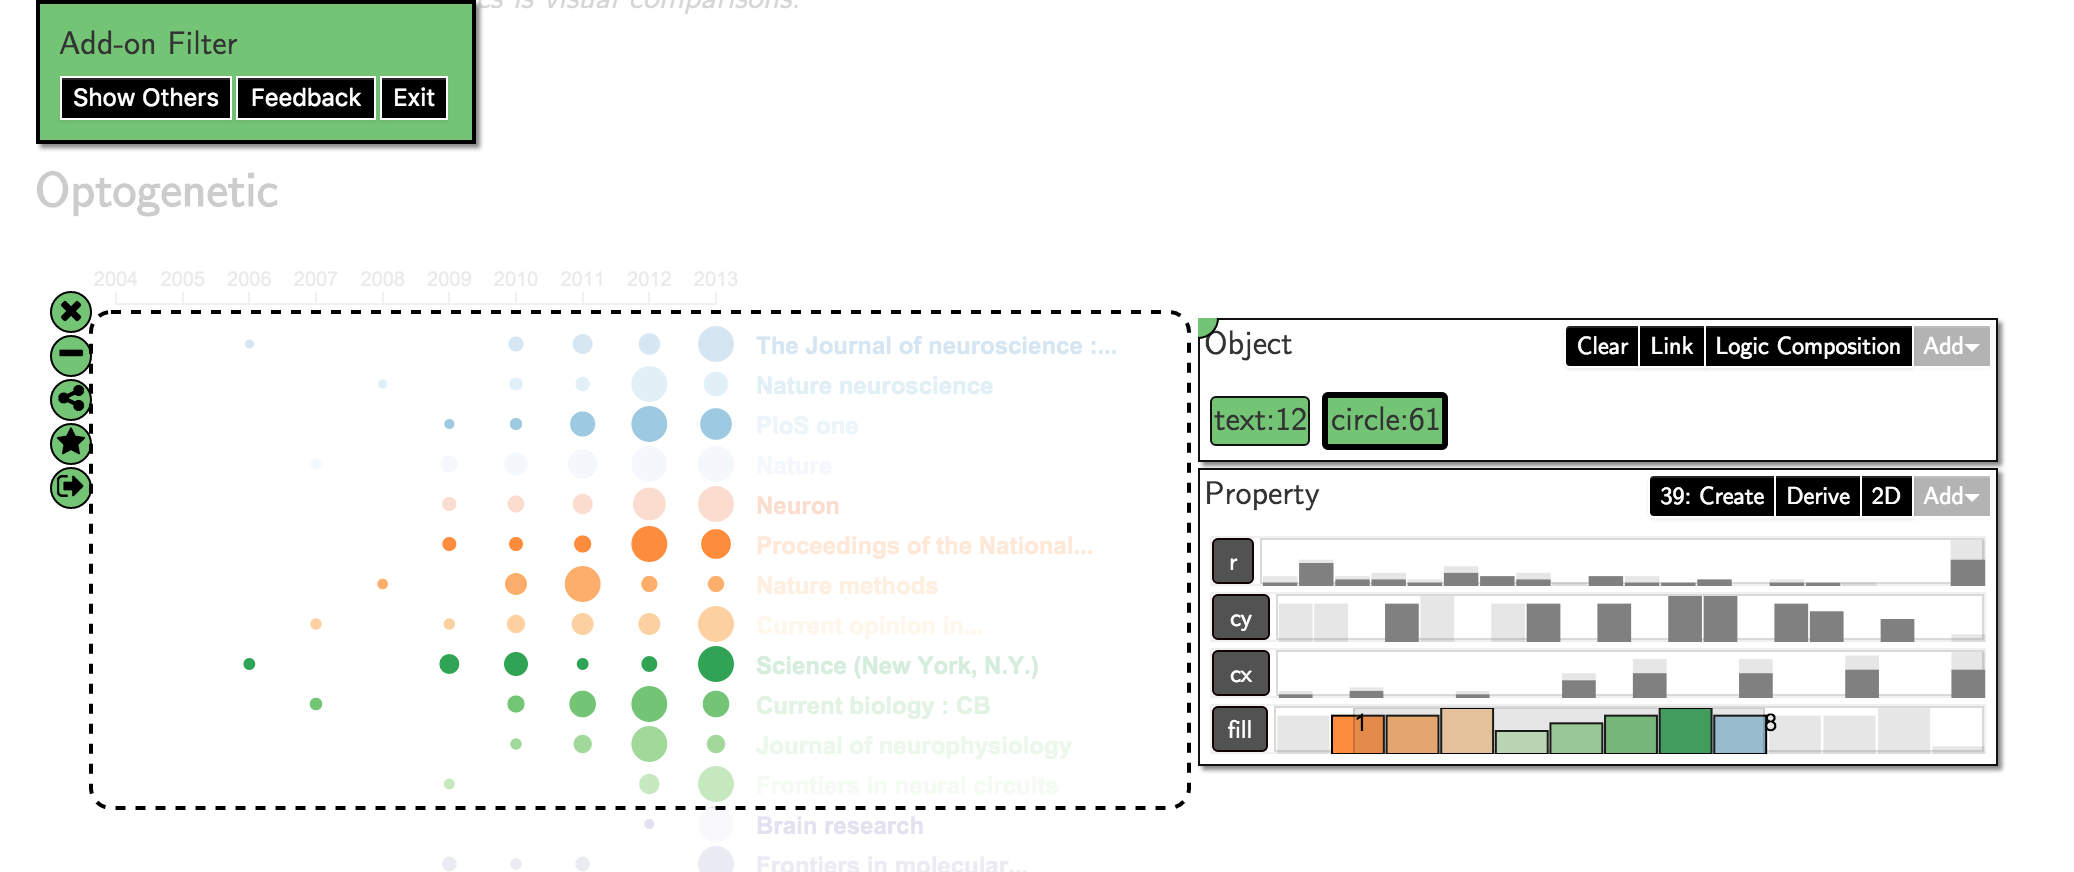 cs is visual comparisons.
Add-on Filter
Show Others Feedback Exit
Optogenetic
2004 2005 2006 2007 2008 2009 2010 2011 2012 2013
The Journal of neuroscience :...
Nature neuroscience
PloS one
Nature
Neuron
Proceedings of the National...
Nature methods
Current opinion in...
Science (New York, N.Y.)
Current biology : CB
Journal of neurophysiology
Frontiers in neural circuits
Brain research
Frontiers in molecular...
Object
Clear Link Logic Composition Add
text:12 circle:61
Property
39: Create Derive 2D Add
r
cy
cx
fill 1 8